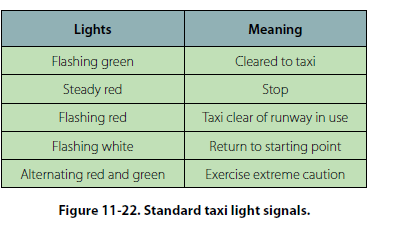 Lights Meaning
Flashing green Cleared to taxi
Steady red Stop
Flashing red Taxi clear of runway in use
Flashing white Return to starting point
Alternating red and green Exercise extreme caution
Figure 11-22. Standard taxi light signals.